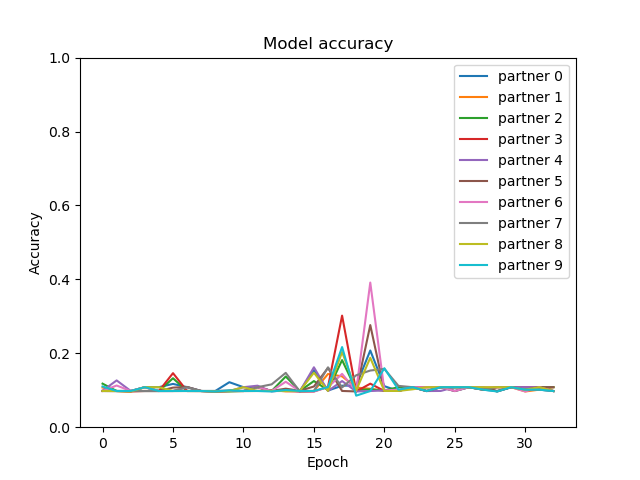 Model accuracy
1.0
0.8
0.6
0.4
0.2
0.0
Accuracy
partner 0
partner 1
partner 2
partner 3
partner 4
partner 5
partner 6
partner 7
partner 8
partner 9
0 5 10 15 20 25 30
Epoch